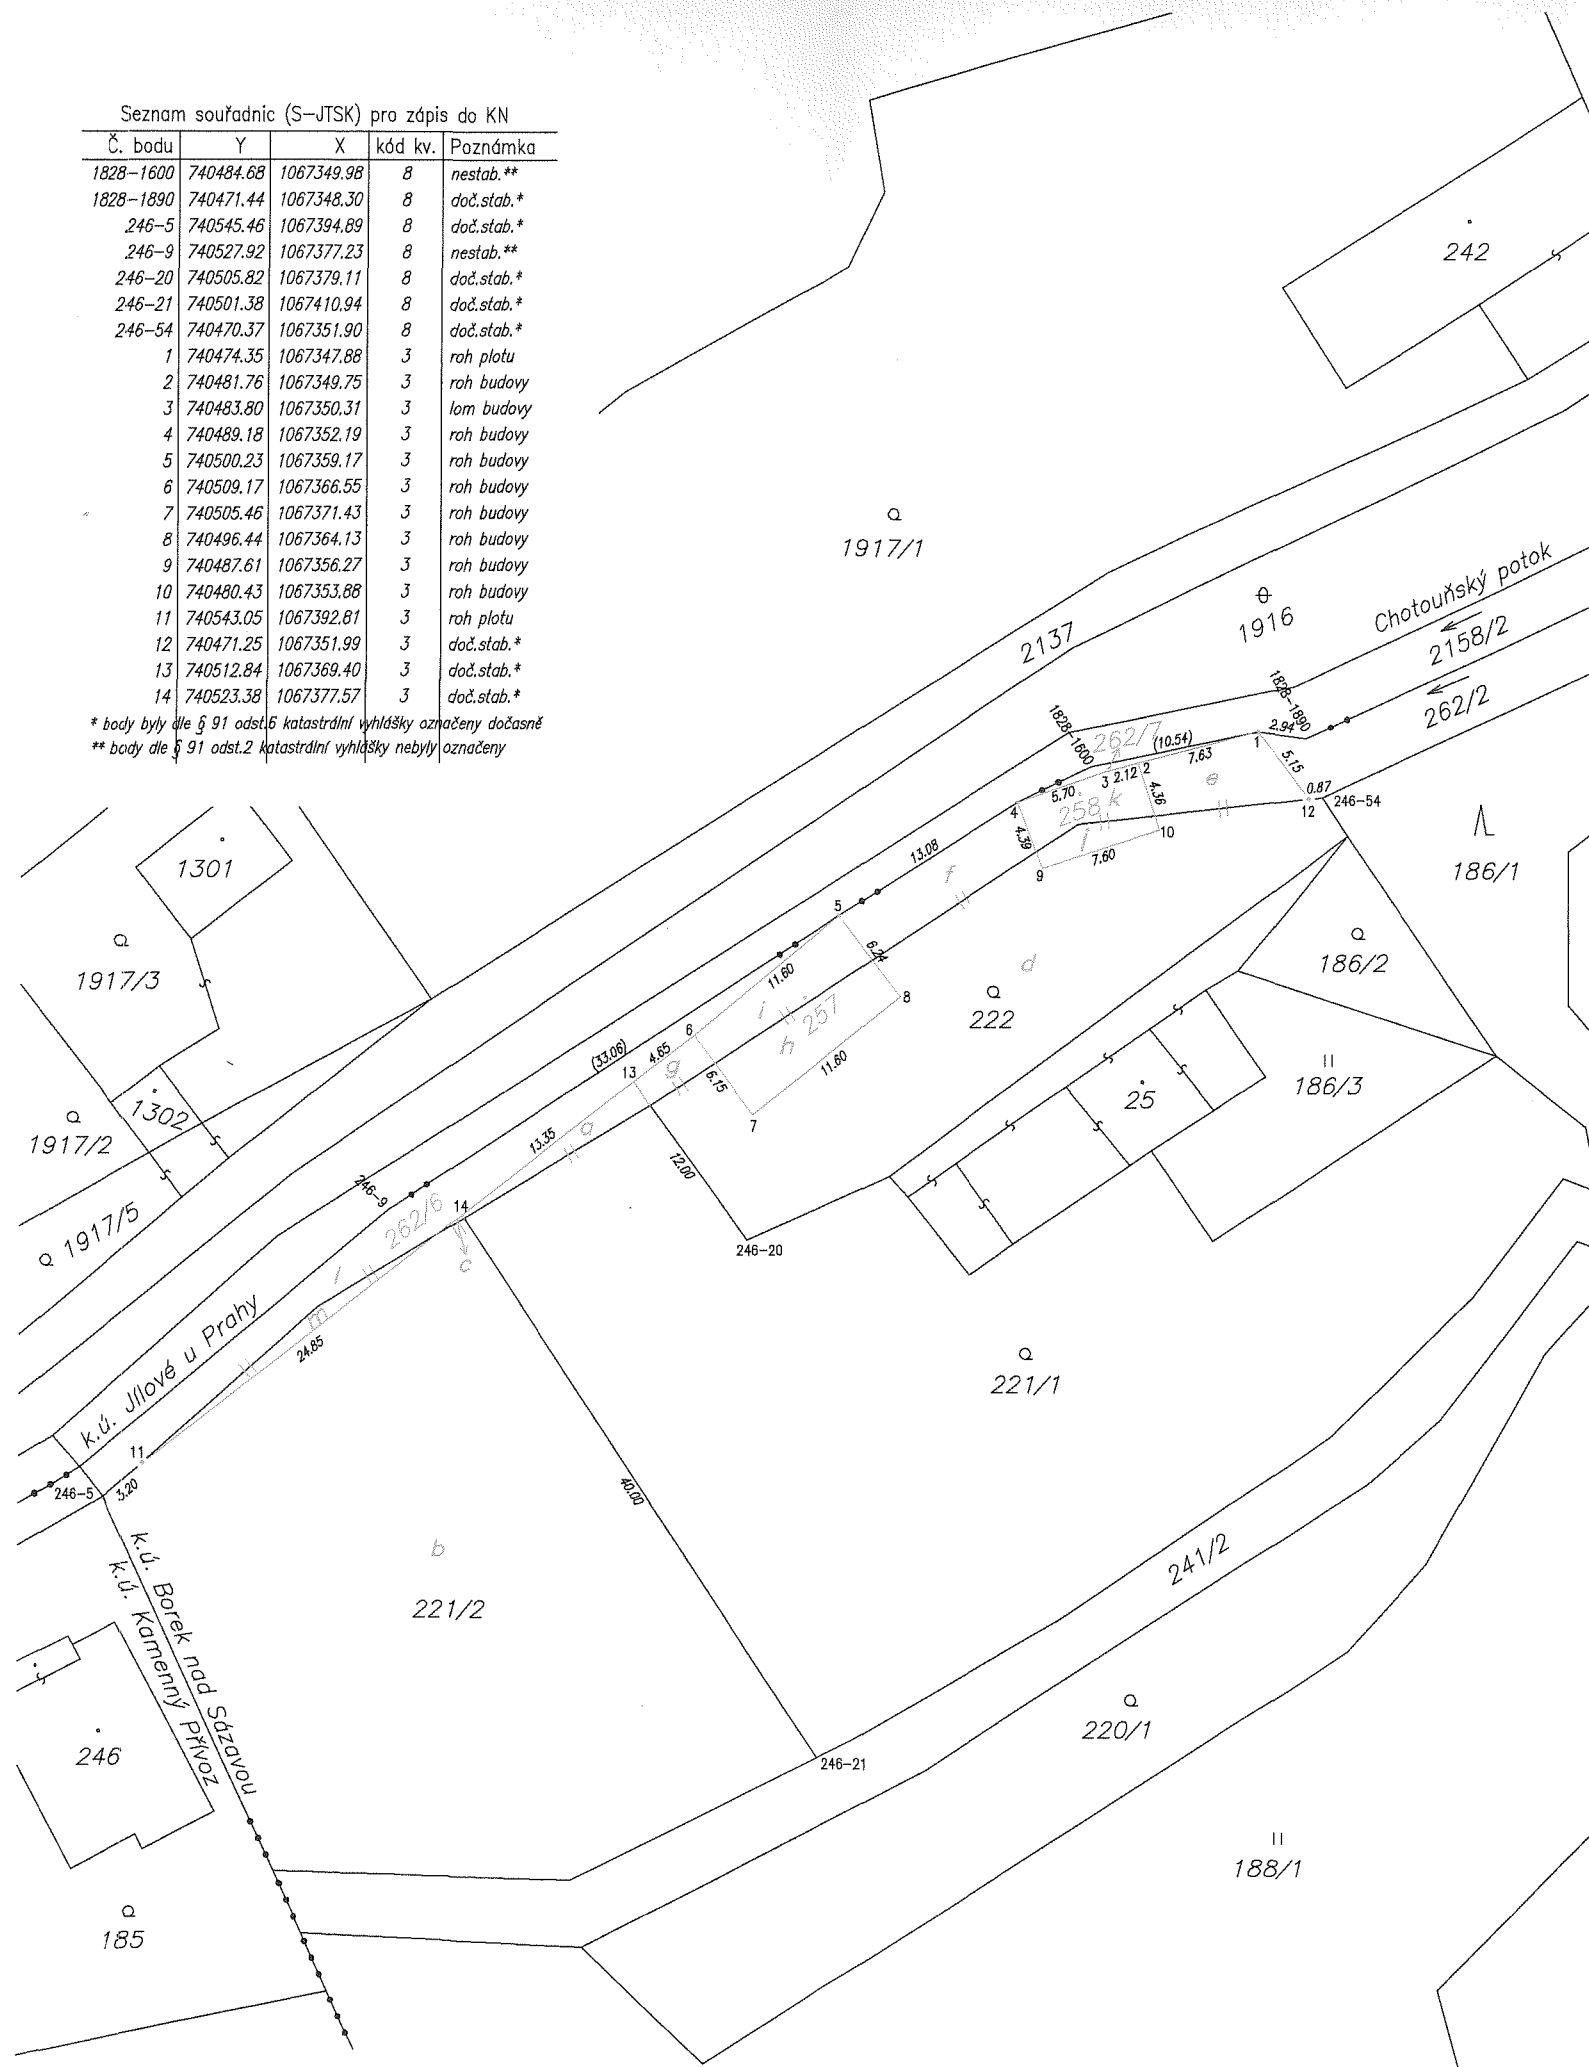 Seznam souřadnic (S-JTSK) pro zápis do KN
Č. bodu Y X kód kv. Poznámka
1828-1600 740484.68 1067349.98 8 nestab.**
1828-1890 740471.44 1067348.30 8 doč.stab.*
246-5 740545.46 1067394.89 8 doč.stab.*
246-9 740527.92 1067377.23 8 nestab.**
246-20 740505.82 1067379.11 8 doč.stab.*
246-21 740501.38 1067410.94 8 doč.stab.*
246-54 740470.37 1067351.90 8 doč.stab.*
1 740474.35 1067347.88 3 roh plotu
2 740481.76 1067349.75 3 roh budovy
3 740483.80 1067350.31 3 lom budovy
4 740489.18 1067352.19 3 roh budovy
5 740500.23 1067359.17 3 roh budovy
6 740509.17 1067366.55 3 roh budovy
7 740505.46 1067371.43 3 roh budovy
8 740496.44 1067364.13 3 roh budovy
9 740487.61 1067356.27 3 roh budovy
10 740480.43 1067353.88 3 roh budovy
11 740543.05 1067392.81 3 roh plotu
12 740471.25 1067351.99 3 doč.stab.*
13 740512.84 1067369.40 3 doč.stab.*
14 740523.38 1067377.57 3 doč.stab.*
* body byly dle § 91 odst.6 katastrální vyhlášky označeny dočasně
** body dle § 91 odst.2 katastrální vyhlášky nebyly označeny
242
1917/1
Chotouňský potok
1916
2137
2158/2
262/2
1828-1890
1828-1600
262/7
(10.54)
2.94
1
7.63
5.15
3 2.12 2
5.70
e
0.87
246-54
12
4
258 k
4.36
10
j
4.39
7.60
9
186/1
1301
13.08
f
5
1917/3
6.24
11.60
d
186/2
8
i
257
222
6
h
(33.06)
4.65
13
g
6.15
11.60
186/3
25
1302
7
1917/2
a
13.35
12.00
246-9
14
262/6
246-20
1917/5
c
l
m
24.85
k.ú. Jílové u Prahy
221/1
11
246-5
3.20
40.00
b
k.ú. Borek nad Sázavou
k.ú. Kamenný Přívoz
241/2
221/2
220/1
246
246-21
188/1
185